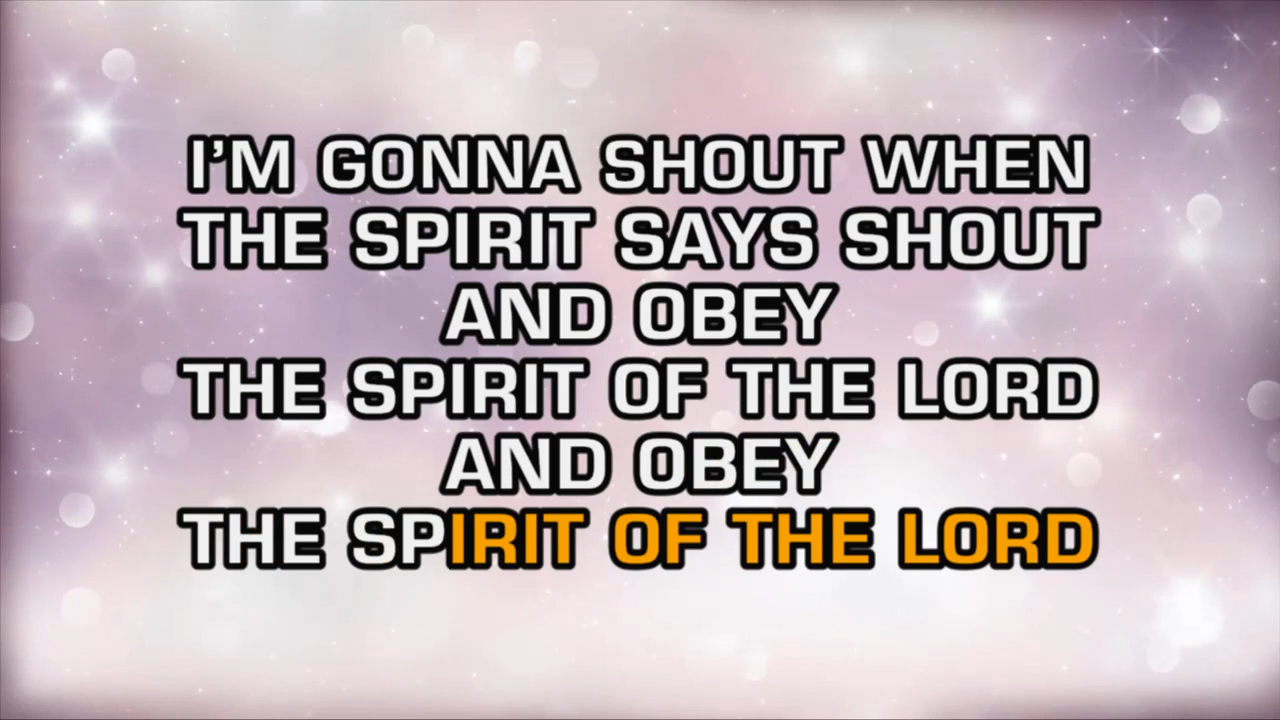 I'M GONNA SHOUT WHEN
THE SPIRIT SAYS SHOUT
AND OBEY
THE SPIRIT OF THE LORD
AND OBEY
THE SPIRIT OF THE LORD